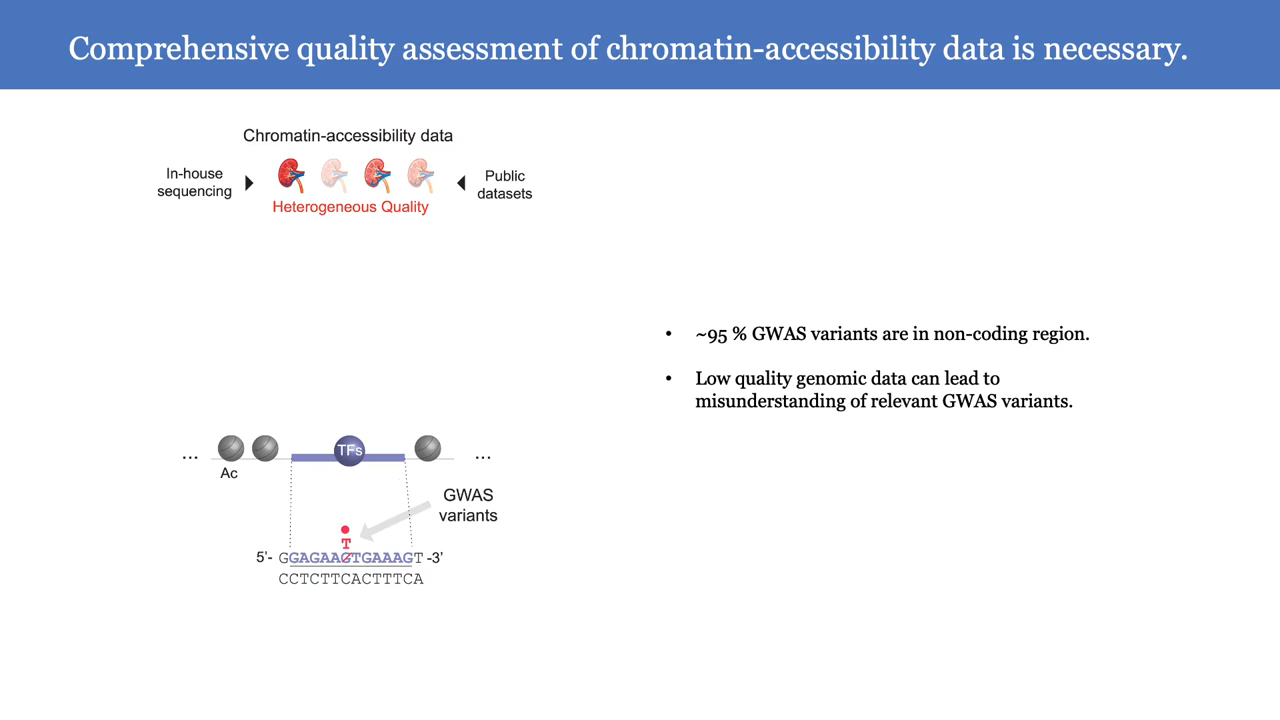 Comprehensive quality assessment of chromatin-accessibility data is necessary.
Chromatin-accessibility data
In-house
sequencing
Public
datasets
Heterogeneous Quality
• ~95 % GWAS variants are in non-coding region.
• Low quality genomic data can lead to
misunderstanding of relevant GWAS variants.
... TFs ...
Ac
GWAS
variants
T
5'- GGAGAAGTGAAAGT -3'
CCTCTTCACTTTCA